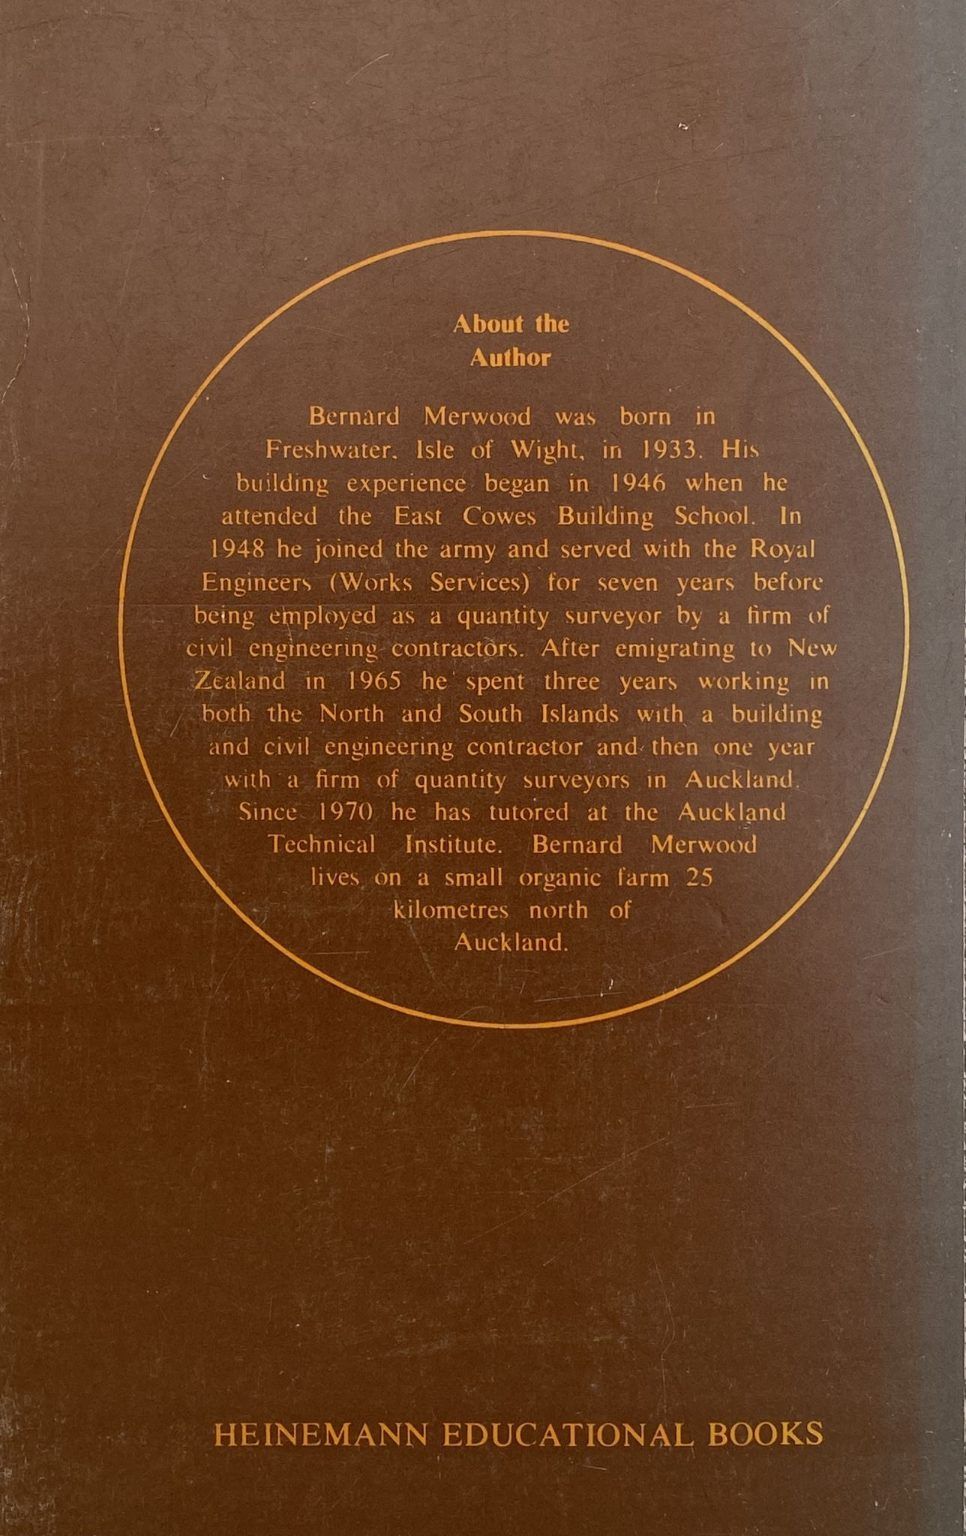 About the
Author
Bernard Merwood was born in
Freshwater, Isle of Wight, in 1933. His
building experience began in 1946 when he
attended the East Cowes Building School. In
1948 he joined the army and served with the Royal
Engineers (Works Services) for seven years before
being employed as a quantity surveyor by a firm of
civil engineering contractors. After emigrating to New
Zealand in 1965 he spent three years working in
both the North and South Islands with a building
and civil engineering contractor and then one year
with a firm of quantity surveyors in Auckland.
Since 1970 he has tutored at the Auckland
Technical Institute. Bernard Merwood
lives on a small organic farm 25
kilometres north of
Auckland.
HEINEMANN EDUCATIONAL BOOKS